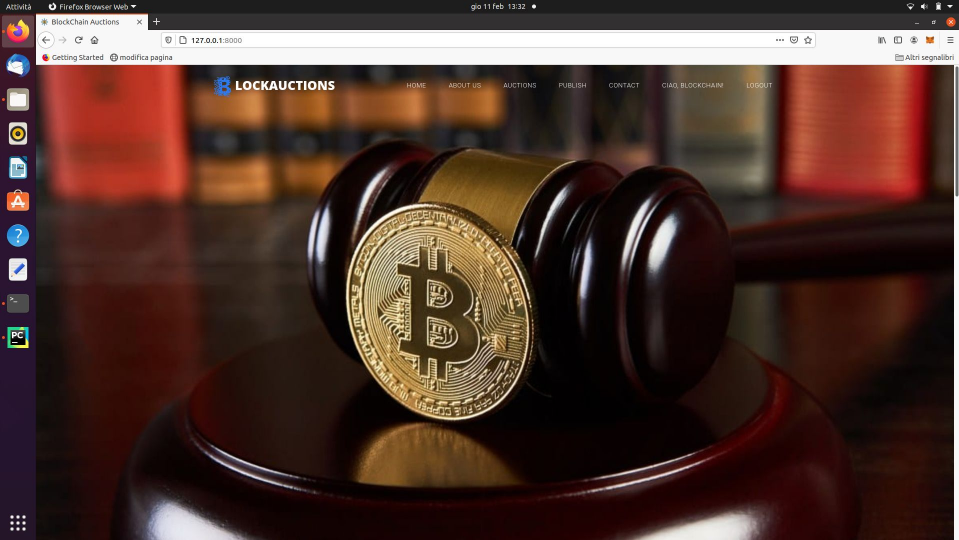 Attività
Firefox Browser Web
gio 11 feb 13:32
BlockChain Auctions
127.0.0.1:8000
Getting Started
modifica pagina
Altri segnalibri
LOCKAUCTIONS
HOME
ABOUT US
AUCTIONS
PUBLISH
CONTACT
CIAO, BLOCKCHAIN!
LOGOUT
PC